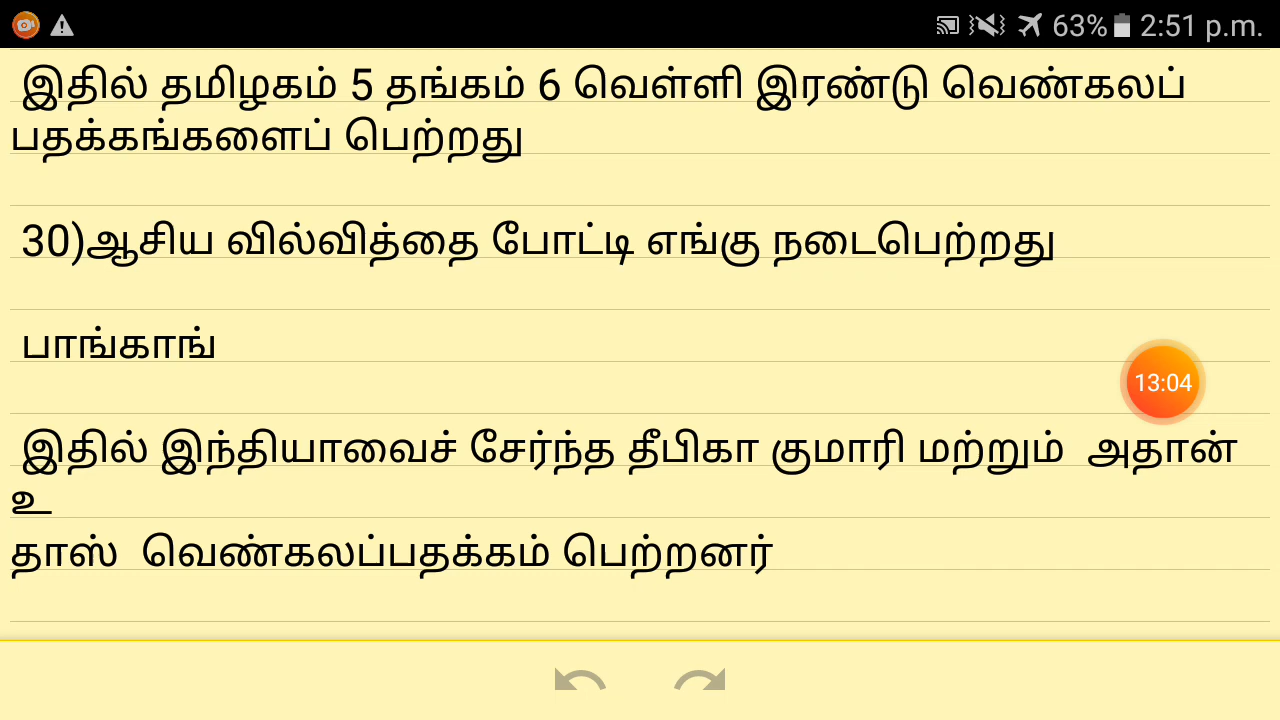 63% 2:51 p.m.
இதில் தமிழகம் 5 தங்கம் 6 வெள்ளி இரண்டு வெண்கலப்
பதக்கங்களைப் பெற்றது
30)ஆசிய வில்வித்தை போட்டி எங்கு நடைபெற்றது
பாங்காங்
13:04
இதில் இந்தியாவைச் சேர்ந்த தீபிகா குமாரி மற்றும் அதான்
உ
தாஸ் வெண்கலப்பதக்கம் பெற்றனர்